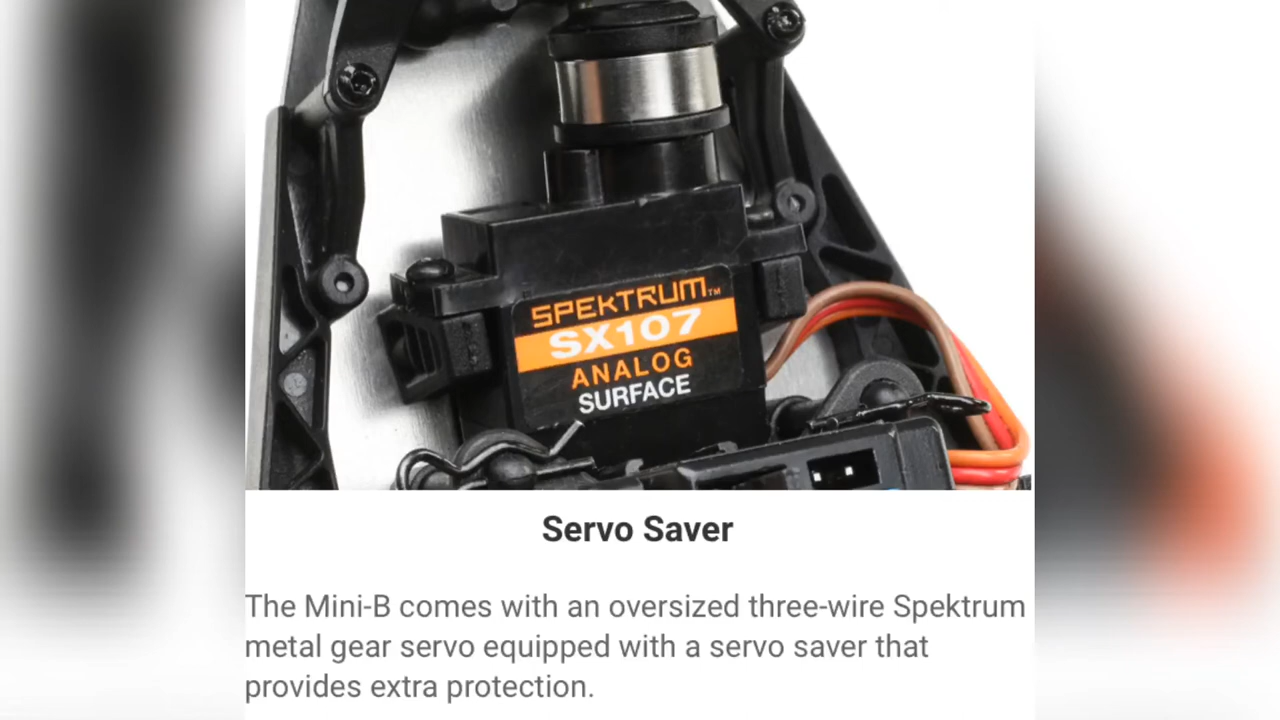 SPEKTRUM™
SX107
ANALOG
SURFACE
Servo Saver
The Mini-B comes with an oversized three-wire Spektrum
metal gear servo equipped with a servo saver that
provides extra protection.